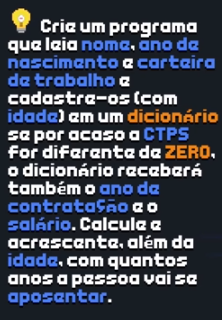 Crie um programa
que leia nome, ano de
nascimento e carteira
de trabalho e
cadastre-os (com
idade) em um dicionário
se por acaso a CTPS
for diferente de ZERO,
o dicionário receberá
também o ano de
contratação e o
salário. Calcule e
acrescente, além da
idade, com quantos
anos a pessoa vai se
aposentar.